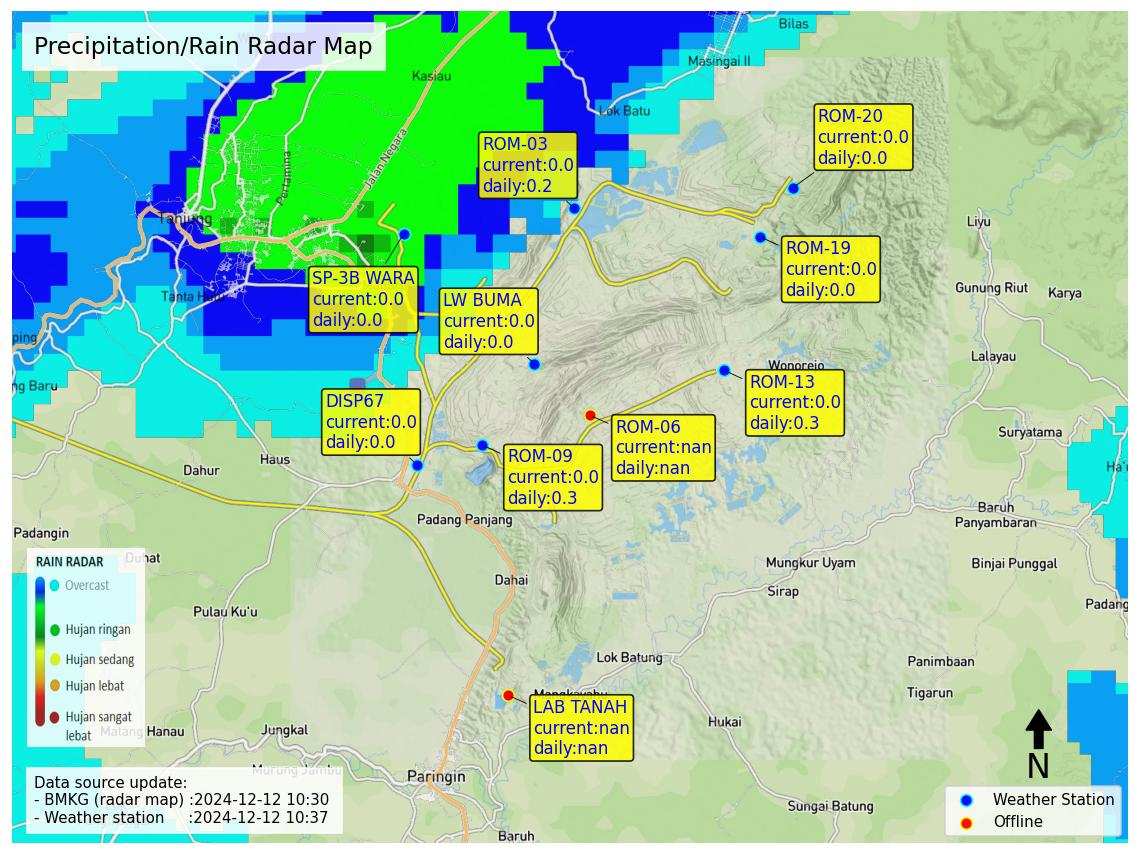 Precipitation/Rain Radar Map
Bilas
Masingai II
Kasiau
Lok Batu
ROM-20
current:0.0
daily:0.0
ROM-03
current:0.0
daily:0.2
Jalan Negara
Pertamina
Tanjung
Liyu
ROM-19
current:0.0
daily:0.0
SP-3B WARA
current:0.0
daily:0.0
LW BUMA
current:0.0
daily:0.0
Gunung Riut
Karya
ping
Lalayau
Wonorejo
ng Baru
ROM-13
current:0.0
daily:0.3
DISP67
current:0.0
daily:0.0
ROM-06
current:nan
daily:nan
Suryatama
Haus
Dahur
ROM-09
current:0.0
daily:0.3
Baruh
Panyambaran
Padang Panjang
Padangin
RAIN RADAR
Overcast
Hujan ringan
Hujan sedang
Hujan lebat
Hujan sangat
lebat
Duhat
Mungkur Uyam
Binjai Punggal
Dahai
Sirap
Padang
Pulau Ku'u
Lok Batung
Panimbaan
Tigarun
Mangkayahu
LAB TANAH
current:nan
daily:nan
Matang Hanau
Jungkal
Hukai
Murung Jambu
Paringin
N
Data source update:
- BMKG (radar map) :2024-12-12 10:30
- Weather station :2024-12-12 10:37
Sungai Batung
Baruh
Weather Station
Offline